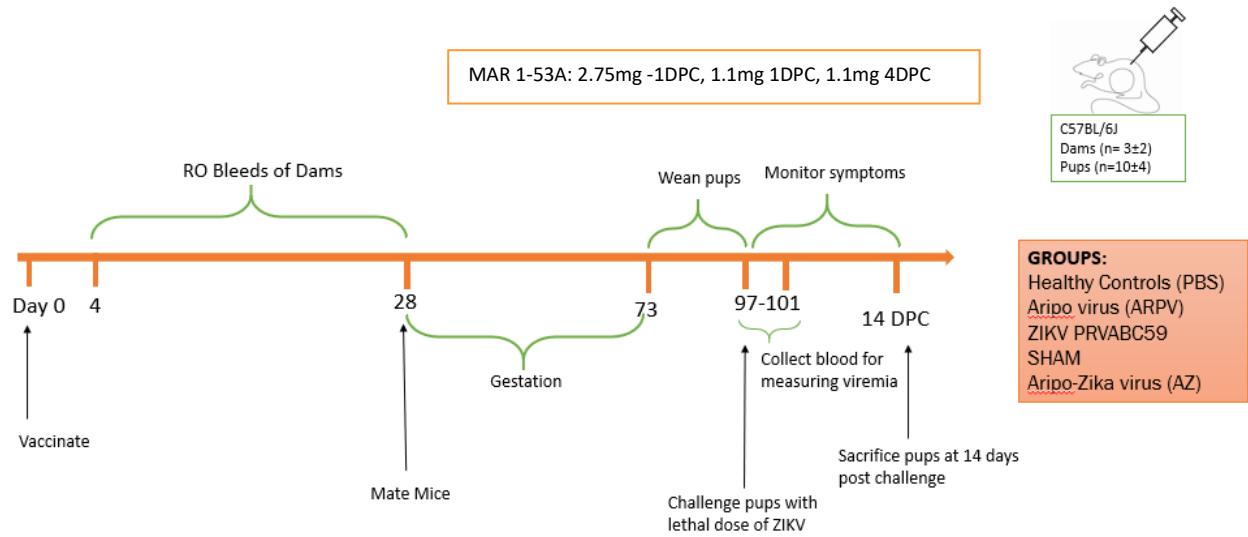 MAR 1-53A: 2.75mg -1DPC, 1.1mg 1DPC, 1.1mg 4DPC
C57BL/6J
Dams (n= 3±2)
Pups (n=10±4)
RO Bleeds of Dams
Wean pups
Monitor symptoms
Day 0
4
28
73
97-101
14 DPC
Gestation
Collect blood for
measuring viremia
Vaccinate
Mate Mice
Challenge pups with
lethal dose of ZIKV
Sacrifice pups at 14 days
post challenge
GROUPS:
Healthy Controls (PBS)
Aripo virus (ARPV)
ZIKV PRVABC59
SHAM
Aripo-Zika virus (AZ)